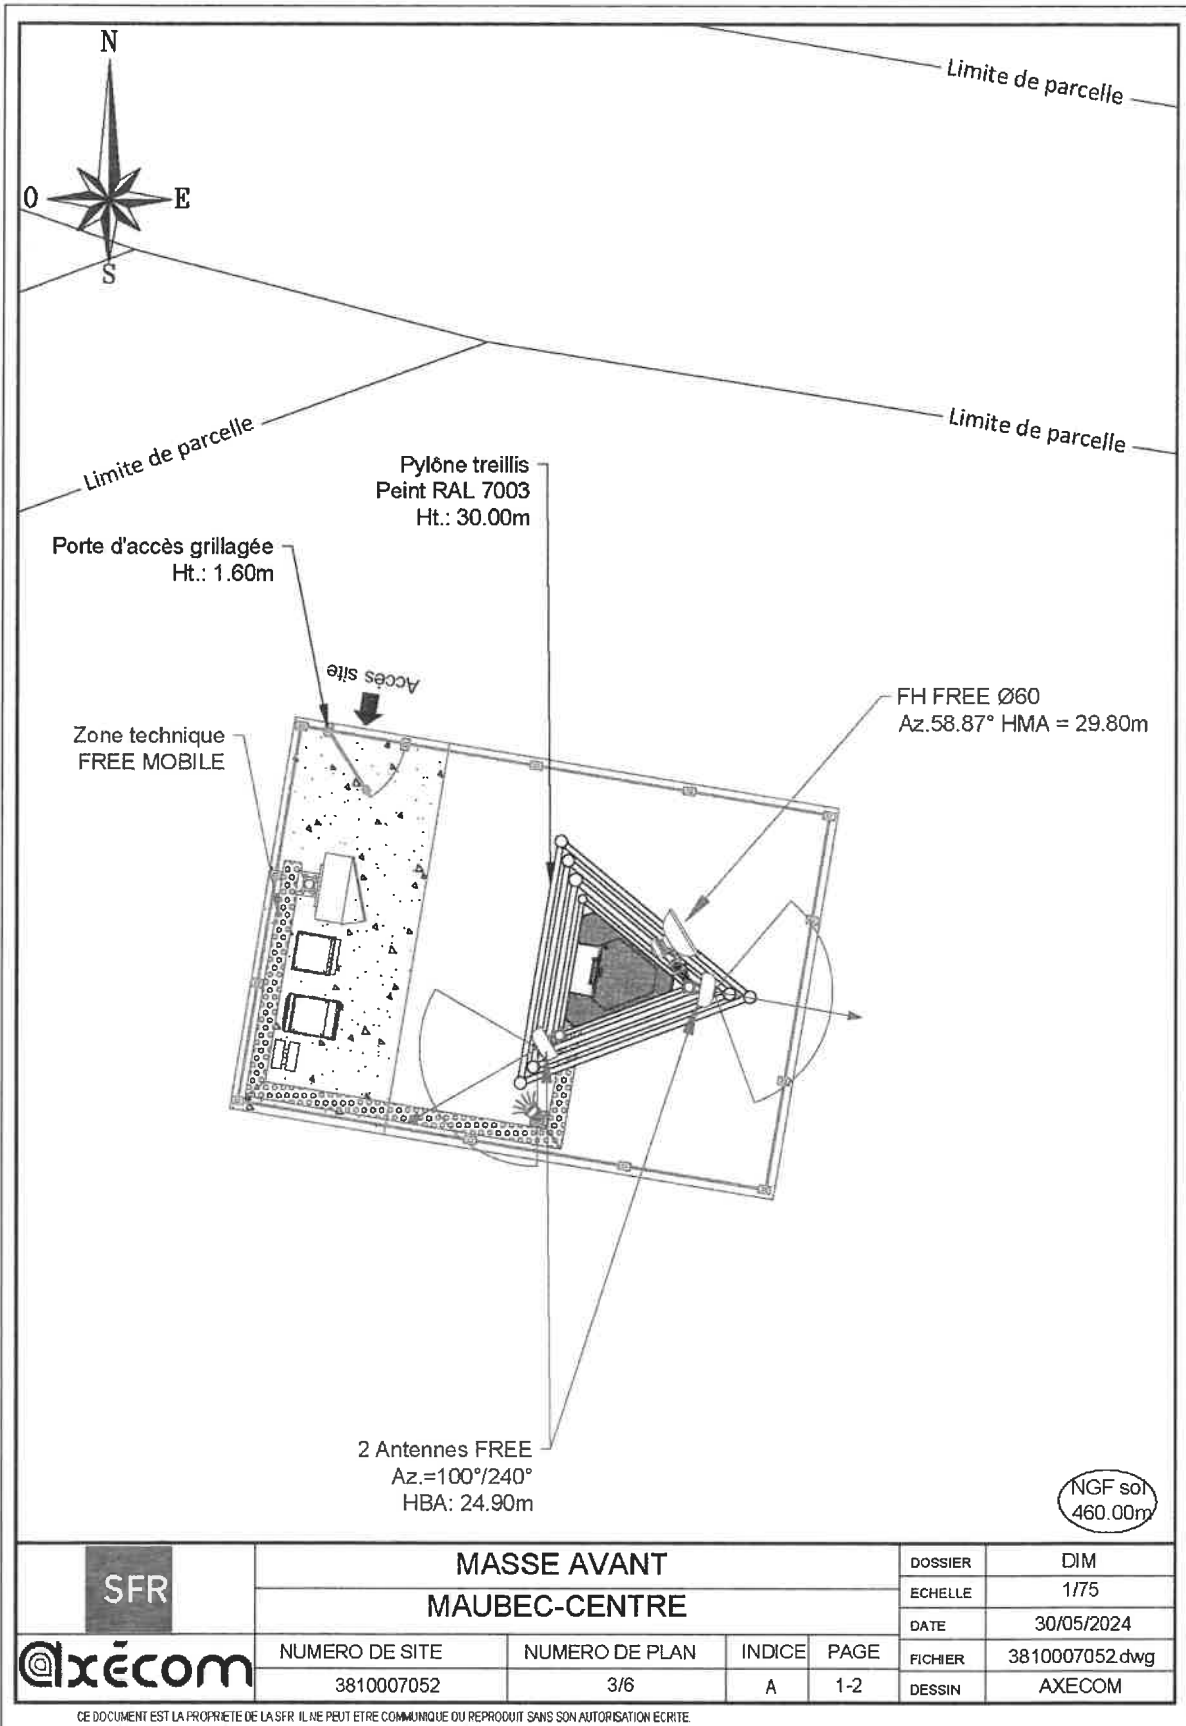 N
O
E
S
Limite de parcelle
Limite de parcelle
Limite de parcelle
Pylône treillis
Peint RAL 7003
Ht.: 30.00m
Porte d'accès grillagée
Ht.: 1.60m
Accès site
Zone technique
FREE MOBILE
FH FREE Ø60
Az.58.87° HMA = 29.80m
2 Antennes FREE
Az.=100°/240°
HBA: 24.90m
NGF sol
460.00m
SFR
axécom
MASSE AVANT
MAUBEC-CENTRE
NUMERO DE SITE
NUMERO DE PLAN
INDICE
PAGE
3810007052
3/6
A
1-2
DOSSIER
DIM
ECHELLE
1/75
DATE
30/05/2024
FICHIER
3810007052.dwg
DESSIN
AXECOM
CE DOCUMENT EST LA PROPRIETE DE LA SFR IL NE PEUT ETRE COMMUNIQUE OU REPRODUIT SANS SON AUTORISATION ECRITE.